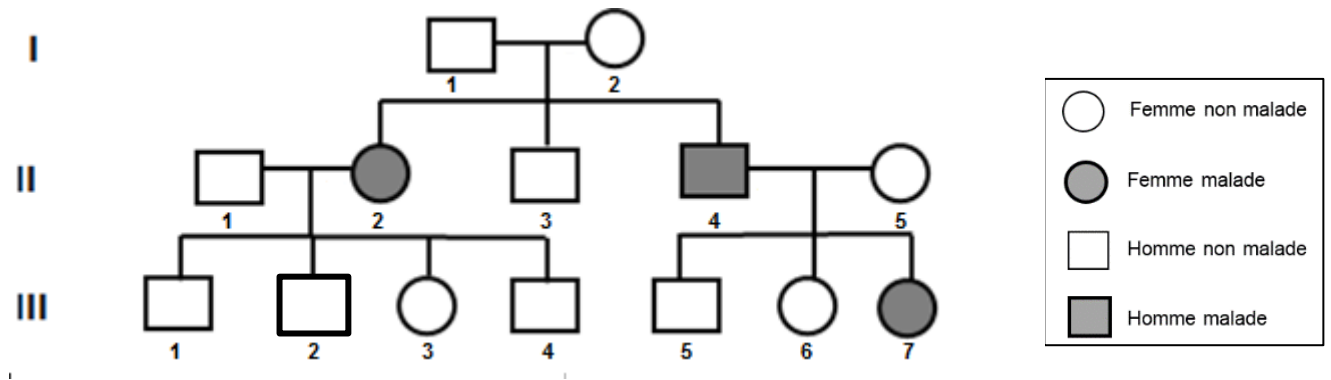 I
1 2
II
1 2 3 4 5
III
1 2 3 4 5 6 7
Femme non malade
Femme malade
Homme non malade
Homme malade